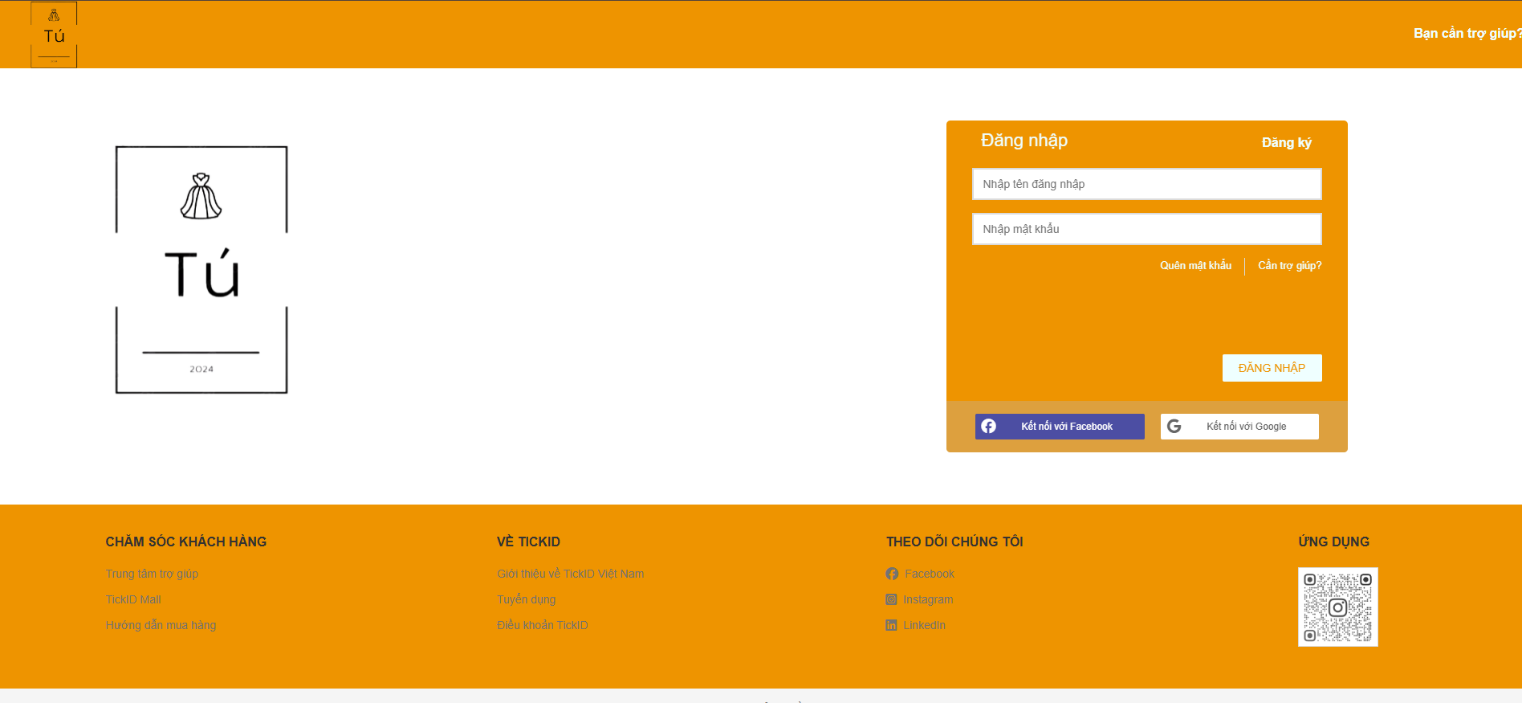 Tú
Bạn cần trợ giúp?
Tú
2024
Đăng nhập
Đăng ký
Nhập tên đăng nhập
Nhập mật khẩu
Quên mật khẩu
Cần trợ giúp?
ĐĂNG NHẬP
Kết nối với Facebook
Kết nối với Google
CHĂM SÓC KHÁCH HÀNG
Trung tâm trợ giúp
TickID Mall
Hướng dẫn mua hàng
VỀ TICKID
Giới thiệu về TickID Việt Nam
Tuyển dụng
Điều khoản TickID
THEO DÕI CHÚNG TÔI
Facebook
Instagram
LinkedIn
ỨNG DỤNG